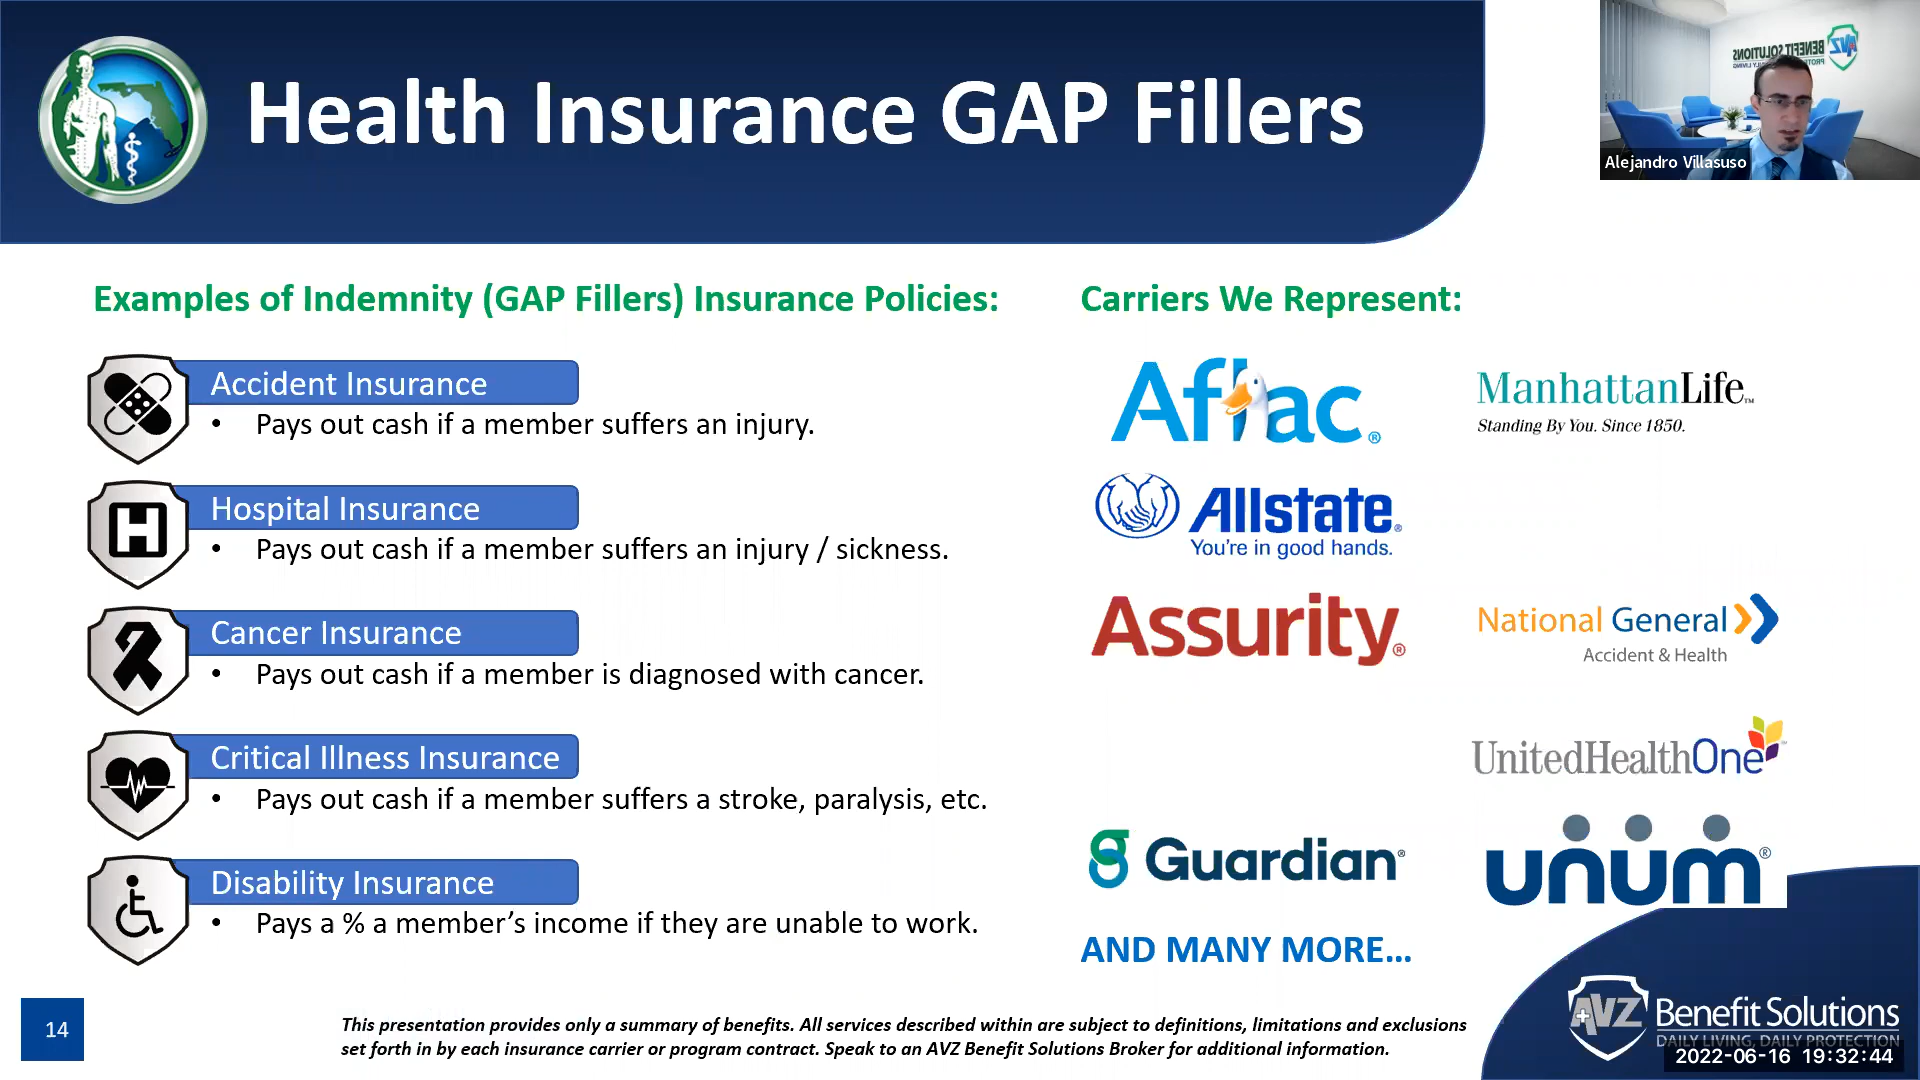 Health Insurance GAP Fillers
BENEFIT SOLUTIONS
Alejandro Villasuso
Examples of Indemnity (GAP Fillers) Insurance Policies:
Accident Insurance
• Pays out cash if a member suffers an injury.
Hospital Insurance
• Pays out cash if a member suffers an injury / sickness.
Cancer Insurance
• Pays out cash if a member is diagnosed with cancer.
Critical Illness Insurance
• Pays out cash if a member suffers a stroke, paralysis, etc.
Disability Insurance
• Pays a % a member’s income if they are unable to work.
Carriers We Represent:
Aflac®
ManhattanLife™
Standing By You. Since 1850.
Allstate®
You’re in good hands.
Assurity®
National General
Accident & Health
UnitedHealthOne
Guardian®
unum®
AND MANY MORE…
14
This presentation provides only a summary of benefits. All services described within are subject to definitions, limitations and exclusions
set forth in by each insurance carrier or program contract. Speak to an AVZ Benefit Solutions Broker for additional information.
AVZ Benefit Solutions
DAILY LIVING, DAILY PROTECTION
2022-06-16 19:32:44